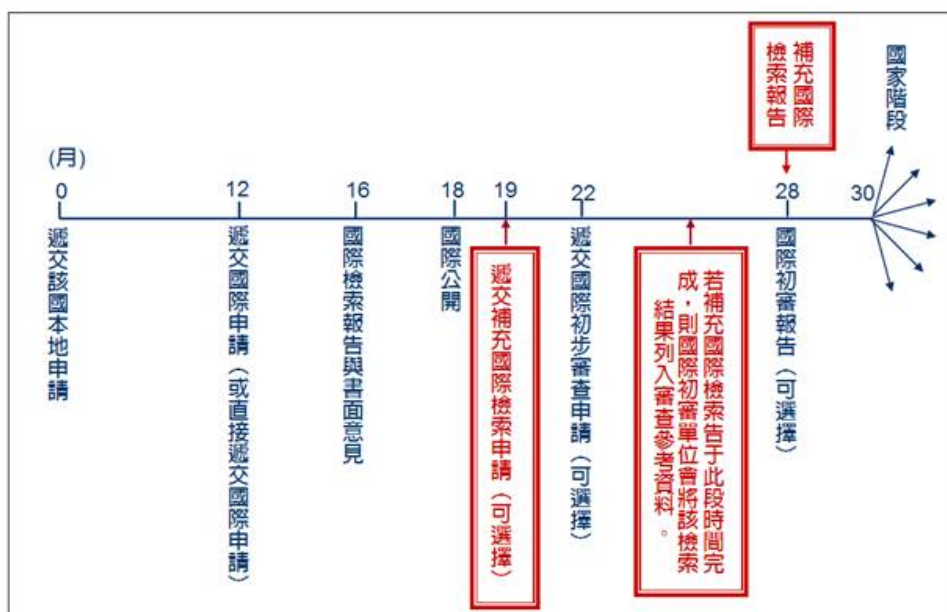 補充國際
檢索報告
國家階段
(月)
0
12
16
18
19
22
28
30
遞交該國本地申請
遞交國際申請（或直接遞交國際申請）
國際檢索報告與書面意見
國際公開
遞交補充國際檢索申請（可選擇）
遞交國際初步審查申請（可選擇）
若補充國際檢索告于此段時間完
成，則國際初審單位會將該檢索
結果列入審查參考資料。
國際初審報告（可選擇）